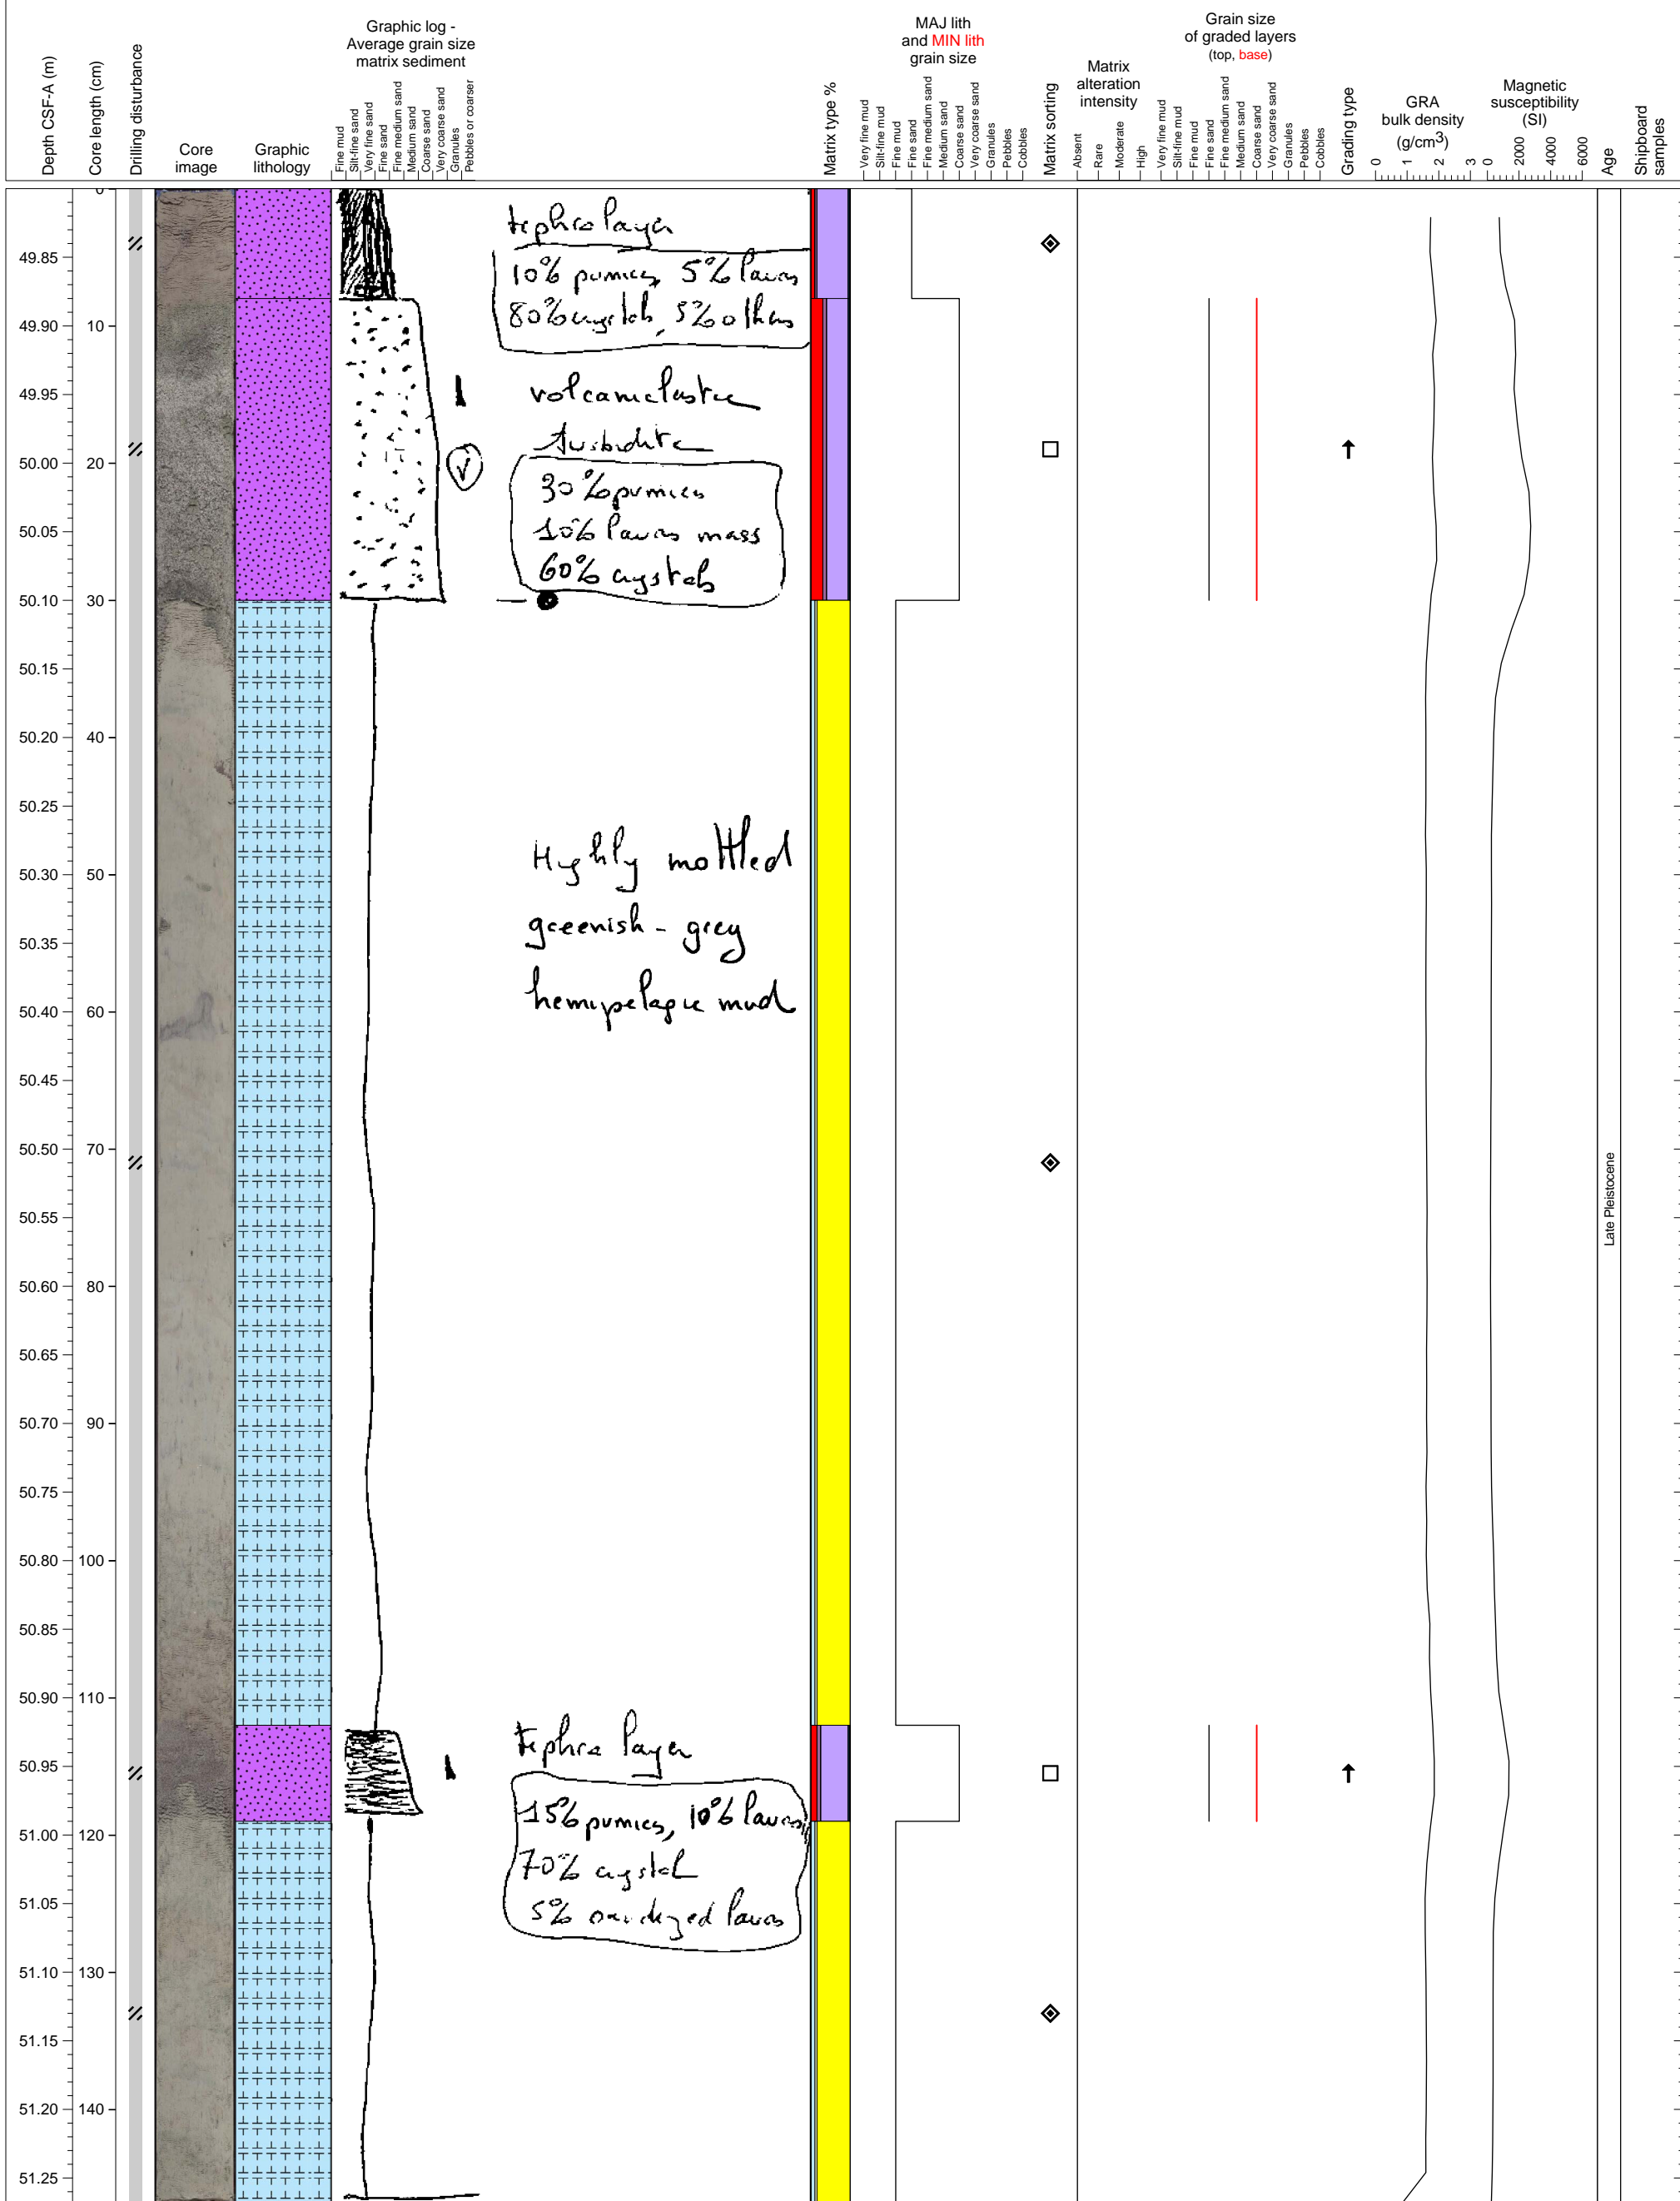 Depth CSF-A (m)
Core length (cm)
Drilling disturbance
Core image
Graphic lithology
Graphic log - Average grain size matrix sediment
Fine mud
Silt-fine sand
Very fine sand
Fine sand
Fine medium sand
Medium sand
Coarse sand
Very coarse sand
Granules
Pebbles or coarser
Matrix type %
MAJ lith and MIN lith grain size
Very fine mud
Silt-fine mud
Fine mud
Fine sand
Fine medium sand
Medium sand
Coarse sand
Very coarse sand
Granules
Pebbles
Cobbles
Matrix sorting
Matrix alteration intensity
Absent
Rare
Moderate
High
Grain size of graded layers (top, base)
Very fine mud
Silt-fine mud
Fine mud
Fine sand
Fine medium sand
Medium sand
Coarse sand
Very coarse sand
Granules
Pebbles
Cobbles
Grading type
GRA bulk density (g/cm3)
0 1 2 3
Magnetic susceptibility (SI)
0 2000 4000 6000
Age
Shipboard samples
0
49.85
49.90 10
49.95
50.00 20
50.05
50.10 30
50.15
50.20 40
50.25
50.30 50
50.35
50.40 60
50.45
50.50 70
50.55
50.60 80
50.65
50.70 90
50.75
50.80 100
50.85
50.90 110
50.95
51.00 120
51.05
51.10 130
51.15
51.20 140
51.25
tephra layer
10% pumices, 5% lavas
80% crystals, 5% others
volcaniclastic
turbidite
30% pumices
10% lavas mass
60% crystals
Highly mottled
greenish - grey
hemipelagic mud
tephra layer
15% pumices, 10% lavas,
70% crystal
5% oxidized lavas
Late Pleistocene